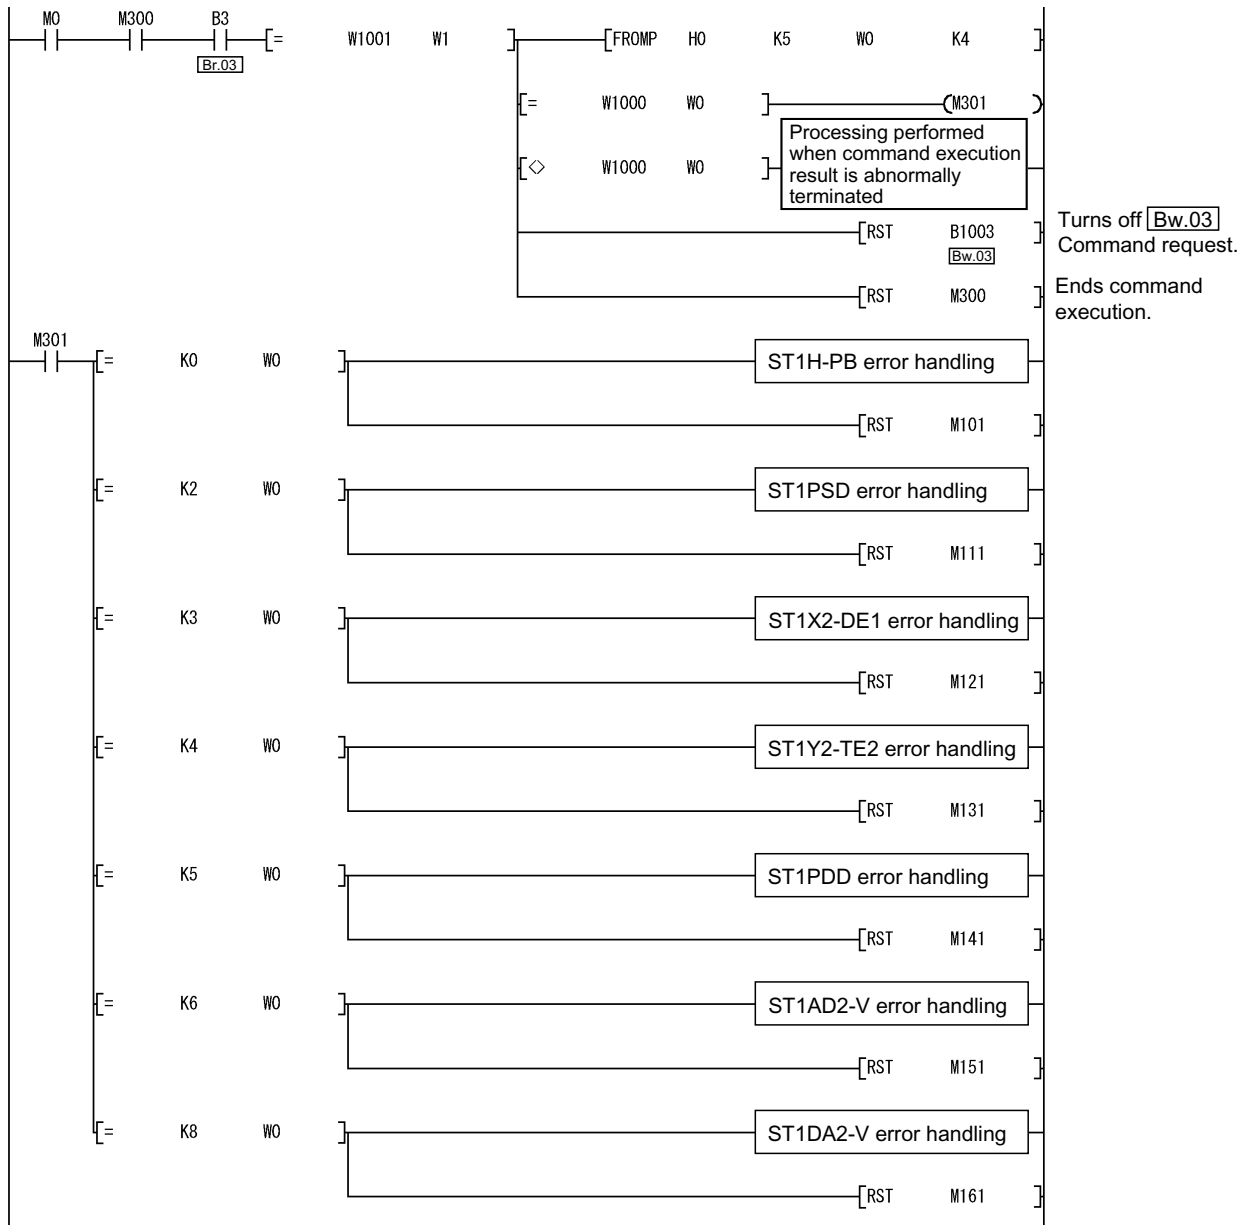 M0 M300 B3
[= W1001 W1 ] [FROMP H0 K5 W0 K4 ]
Br.03
[= W1000 W0 ] (M301 )
Processing performed
when command execution
result is abnormally
terminated
[<> W1000 W0 ]
[RST B1003 ]
Bw.03
Turns off Bw.03
Command request.
[RST M300 ]
Ends command
execution.
M301
[= K0 W0 ] ST1H-PB error handling
[RST M101 ]
[= K2 W0 ] ST1PSD error handling
[RST M111 ]
[= K3 W0 ] ST1X2-DE1 error handling
[RST M121 ]
[= K4 W0 ] ST1Y2-TE2 error handling
[RST M131 ]
[= K5 W0 ] ST1PDD error handling
[RST M141 ]
[= K6 W0 ] ST1AD2-V error handling
[RST M151 ]
[= K8 W0 ] ST1DA2-V error handling
[RST M161 ]